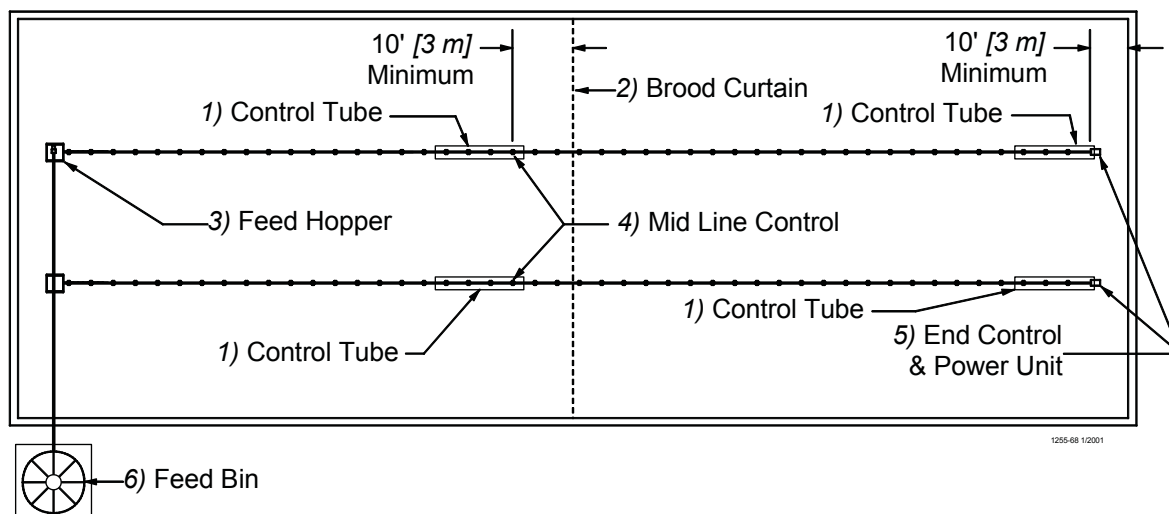 10' [3 m]
Minimum
10' [3 m]
Minimum
2) Brood Curtain
1) Control Tube
1) Control Tube
3) Feed Hopper
4) Mid Line Control
1) Control Tube
1) Control Tube
5) End Control
& Power Unit
1255-68 1/2001
6) Feed Bin